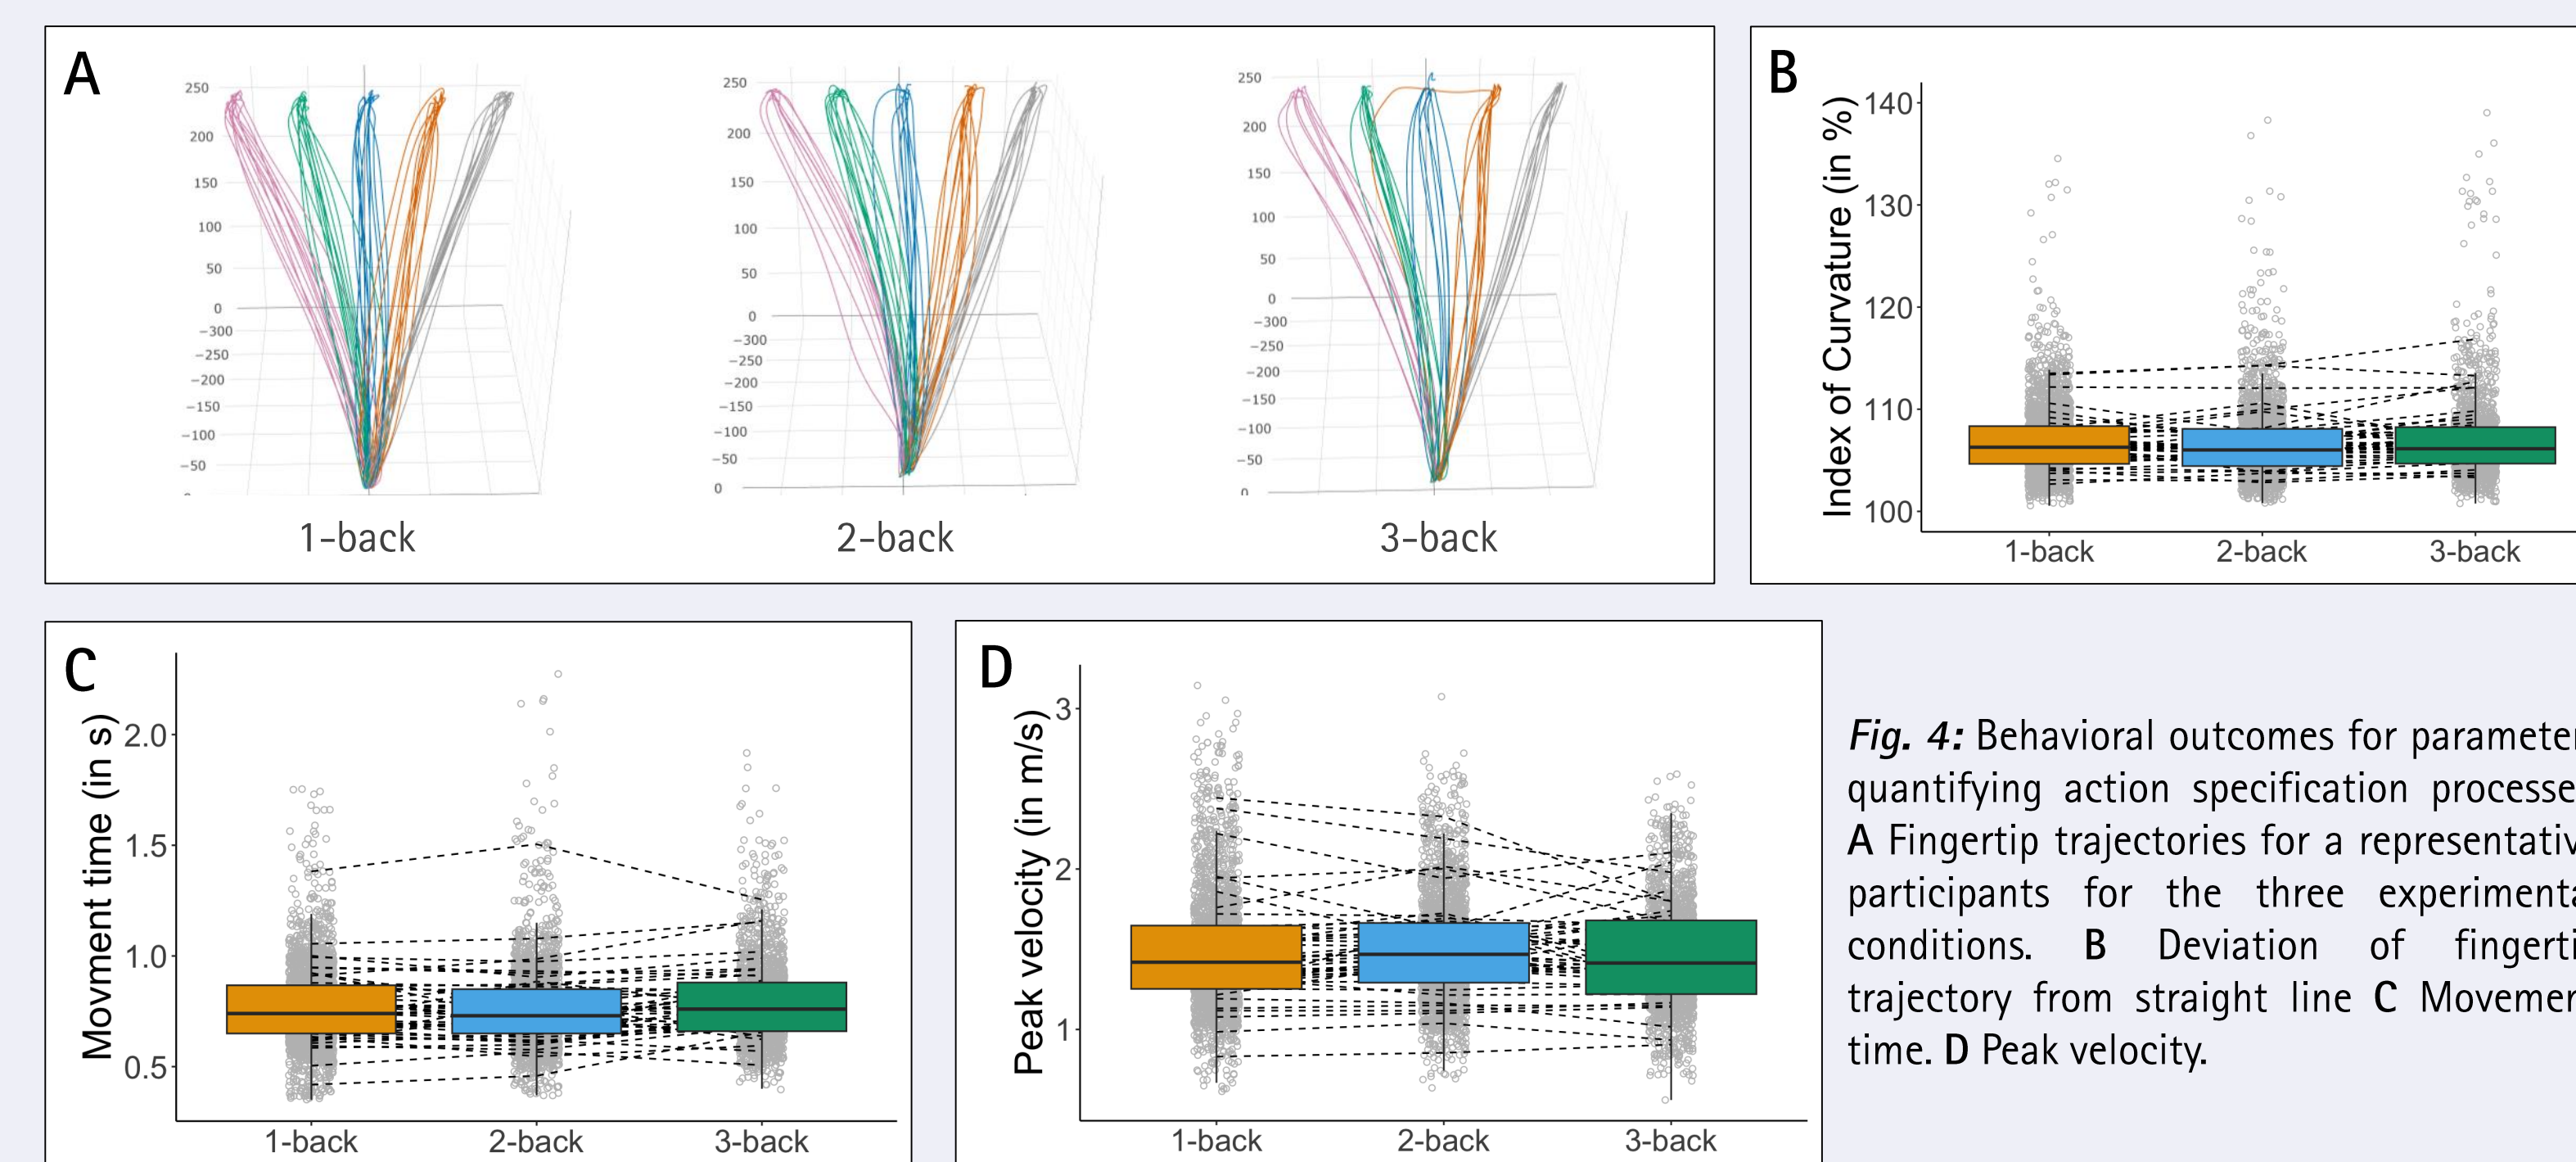 A
250
200
150
100
50
0
−300
−250
−200
−150
−100
−50
1-back
250
200
150
100
50
0
−300
−250
−200
−150
−100
−50
0
2-back
250
200
150
100
50
0
−300
−250
−200
−150
−100
−50
0
3-back
B
Index of Curvature (in %)
140
130
120
110
100
1-back 2-back 3-back
C
Movment time (in s)
2.0
1.5
1.0
0.5
1-back 2-back 3-back
D
Peak velocity (in m/s)
3
2
1
1-back 2-back 3-back
Fig. 4: Behavioral outcomes for parameter
quantifying action specification processe
A Fingertip trajectories for a representativ
participants for the three experimenta
conditions. B Deviation of fingerti
trajectory from straight line C Movemen
time. D Peak velocity.